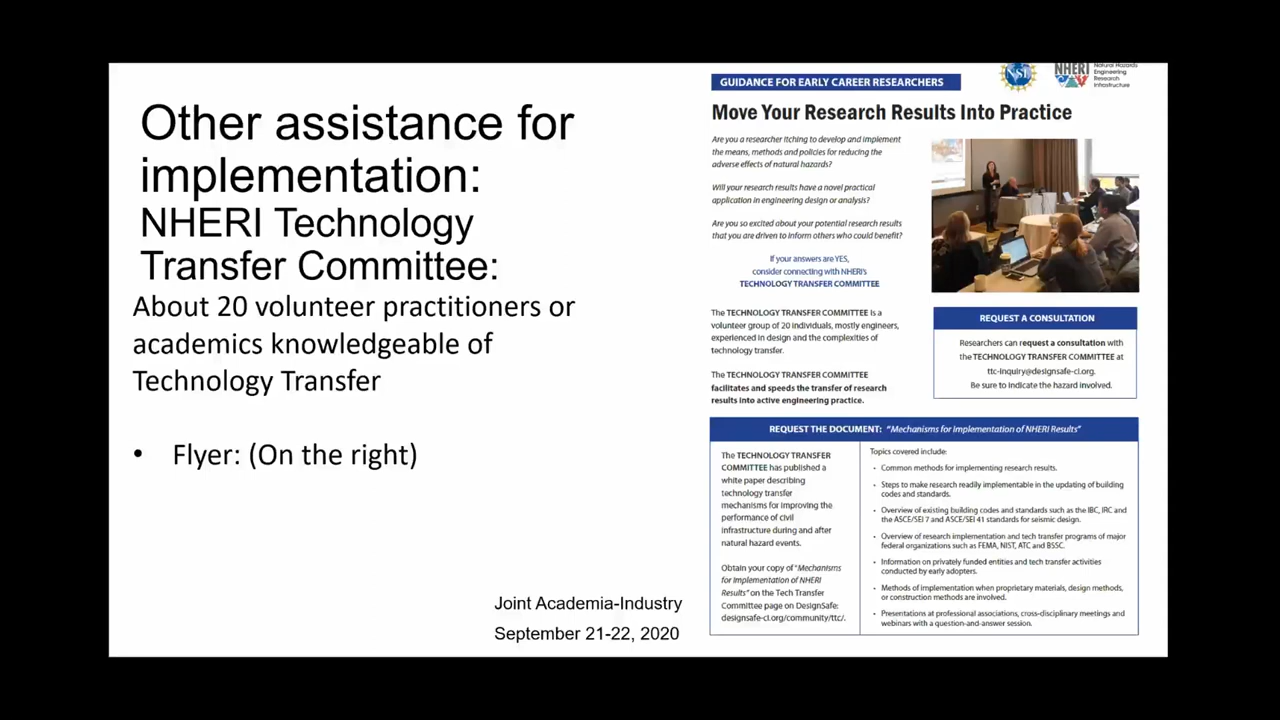 Other assistance for
implementation:
NHERI Technology
Transfer Committee:
About 20 volunteer practitioners or
academics knowledgeable of
Technology Transfer
• Flyer: (On the right)
Joint Academia-Industry
September 21-22, 2020
NSF
NHERI
Natural Hazards
Engineering
Research
Infrastructure
GUIDANCE FOR EARLY CAREER RESEARCHERS
Move Your Research Results Into Practice
Are you a researcher itching to develop and implement
the means, methods and policies for reducing the
adverse effects of natural hazards?
Will your research results have a novel practical
application in engineering design or analysis?
Are you so excited about your potential research results
that you are driven to inform others who could benefit?
If your answers are YES,
consider connecting with NHERI's
TECHNOLOGY TRANSFER COMMITTEE
The TECHNOLOGY TRANSFER COMMITTEE is a
volunteer group of 20 individuals, mostly engineers,
experienced in design and the complexities of
technology transfer.
The TECHNOLOGY TRANSFER COMMITTEE
facilitates and speeds the transfer of research
results into active engineering practice.
REQUEST A CONSULTATION
Researchers can request a consultation with
the TECHNOLOGY TRANSFER COMMITTEE at
ttc-inquiry@designsafe-ci.org.
Be sure to indicate the hazard involved.
REQUEST THE DOCUMENT: "Mechanisms for Implementation of NHERI Results"
The TECHNOLOGY TRANSFER
COMMITTEE has published a
white paper describing
technology transfer
mechanisms for improving the
performance of civil
infrastructure during and after
natural hazard events.
Obtain your copy of "Mechanisms
for Implementation of NHERI
Results" on the Tech Transfer
Committee page on DesignSafe:
designsafe-ci.org/community/ttc/.
Topics covered include:
• Common methods for implementing research results.
• Steps to make research readily implementable in the updating of building
codes and standards.
• Overview of existing building codes and standards such as the IBC, IRC and
the ASCE/SEI 7 and ASCE/SEI 41 standards for seismic design.
• Overview of research implementation and tech transfer programs of major
federal organizations such as FEMA, NIST, ATC and BSSC.
• Information on privately funded entities and tech transfer activities
conducted by early adopters.
• Methods of implementation when proprietary materials, design methods,
or construction methods are involved.
• Presentations at professional associations, cross-disciplinary meetings and
webinars with a question-and-answer session.